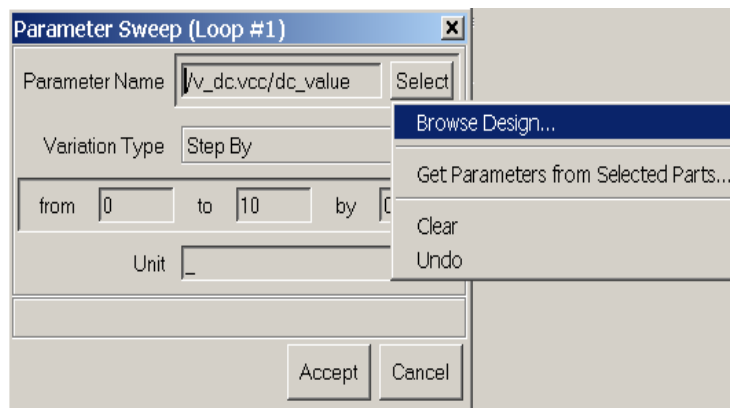 Parameter Sweep (Loop #1)
Parameter Name /v_dc.vcc/dc_value Select
Browse Design...
Variation Type Step By
Get Parameters from Selected Parts...
from 0 to 10 by
Clear
Undo
Unit _
Accept Cancel